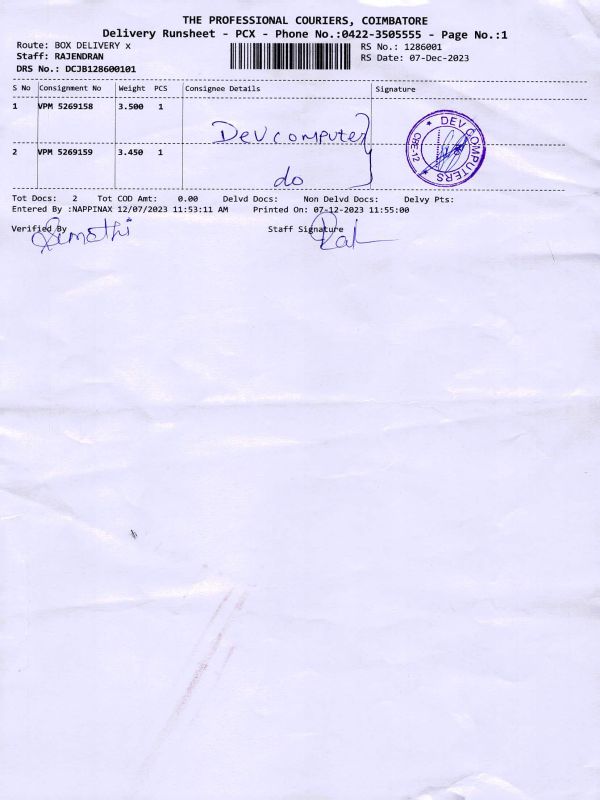 THE PROFESSIONAL COURIERS, COIMBATORE
Delivery Runsheet - PCX - Phone No.:0422-3505555 - Page No.:1
Route: BOX DELIVERY x
RS No.: 1286001
Staff: RAJENDRAN
RS Date: 07-Dec-2023
DRS No.: DCJB128600101
S No Consignment No Weight PCS Consignee Details Signature
1 VPM 5269158 3.500 1
Dev computer
DEV COMPUTERS
CBE-12
2 VPM 5269159 3.450 1
do
Tot Docs: 2 Tot COD Amt: 0.00 Delvd Docs: Non Delvd Docs: Delvy Pts:
Entered By :NAPPINAX 12/07/2023 11:53:11 AM Printed On: 07-12-2023 11:55:00
Verified By
Staff Signature